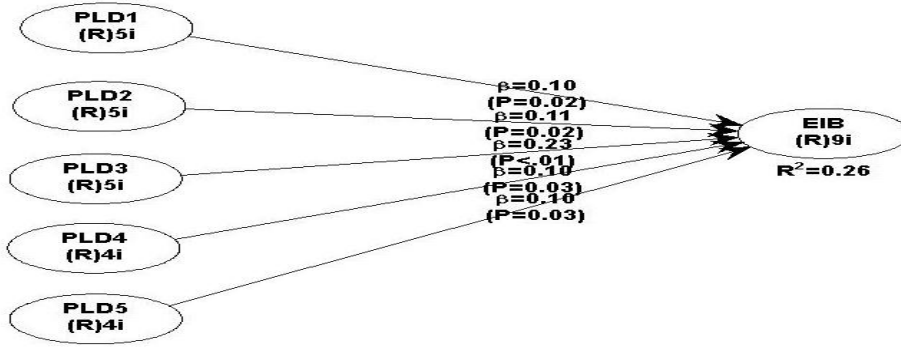 PLD1
(R)5i
PLD2
(R)5i
PLD3
(R)5i
PLD4
(R)4i
PLD5
(R)4i
β=0.10
(P=0.02)
β=0.11
(P=0.02)
β=0.23
(P<.01)
β=0.10
(P=0.03)
β=0.10
(P=0.03)
EIB
(R)9i
R²=0.26